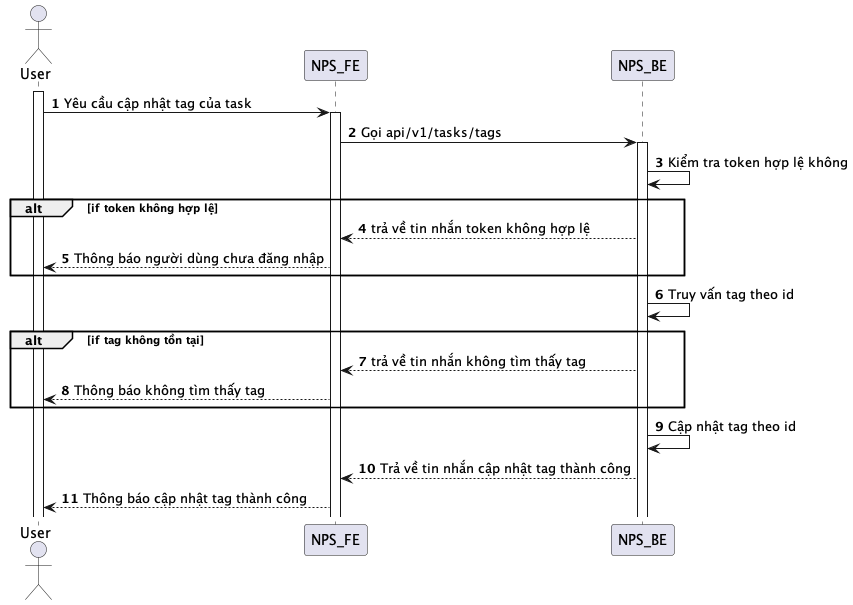 User
NPS_FE
NPS_BE
1 Yêu cầu cập nhật tag của task
2 Gọi api/v1/tasks/tags
3 Kiểm tra token hợp lệ không
alt [if token không hợp lệ]
4 trả về tin nhắn token không hợp lệ
5 Thông báo người dùng chưa đăng nhập
6 Truy vấn tag theo id
alt [if tag không tồn tại]
7 trả về tin nhắn không tìm thấy tag
8 Thông báo không tìm thấy tag
9 Cập nhật tag theo id
10 Trả về tin nhắn cập nhật tag thành công
11 Thông báo cập nhật tag thành công
User
NPS_FE
NPS_BE